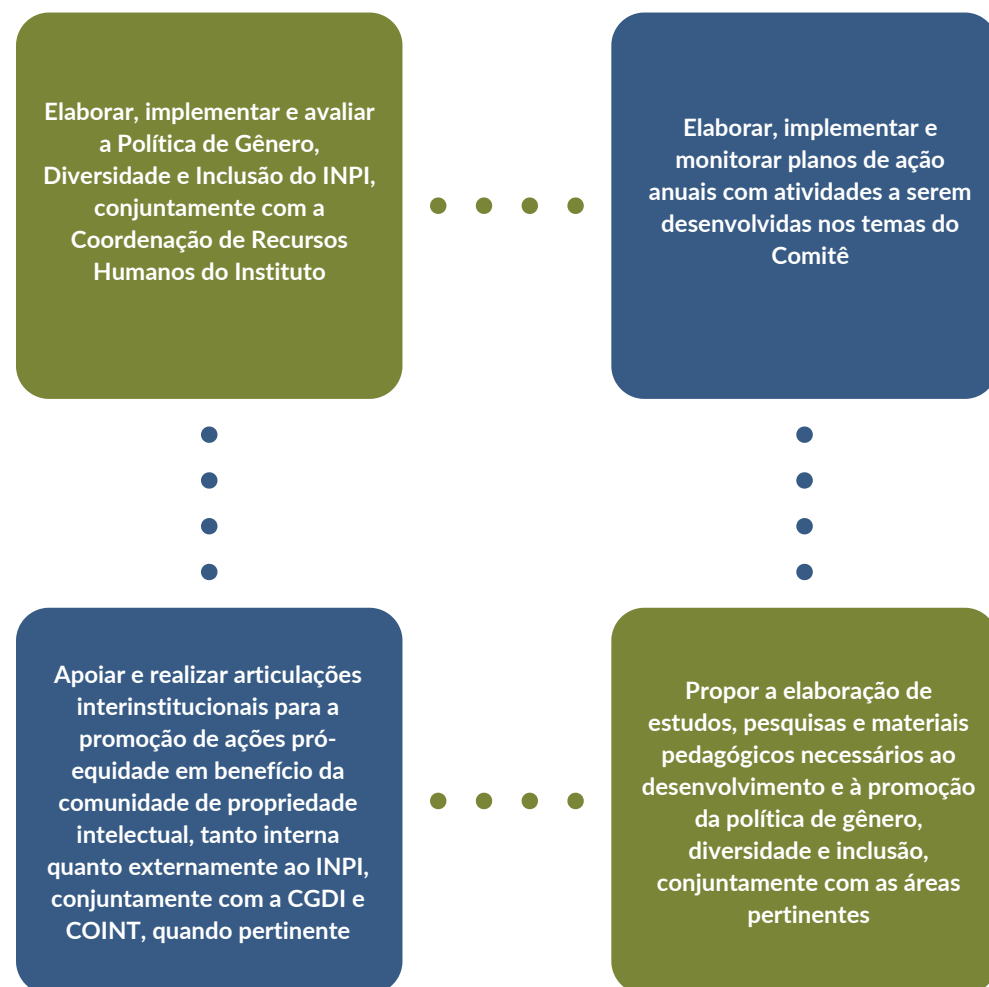 Elaborar, implementar e avaliar
a Política de Gênero,
Diversidade e Inclusão do INPI,
conjuntamente com a
Coordenação de Recursos
Humanos do Instituto
Elaborar, implementar e
monitorar planos de ação
anuais com atividades a serem
desenvolvidas nos temas do
Comitê
Apoiar e realizar articulações
interinstitucionais para a
promoção de ações pró-
equidade em benefício da
comunidade de propriedade
intelectual, tanto interna
quanto externamente ao INPI,
conjuntamente com a CGDI e
COINT, quando pertinente
Propor a elaboração de
estudos, pesquisas e materiais
pedagógicos necessários ao
desenvolvimento e à promoção
da política de gênero,
diversidade e inclusão,
conjuntamente com as áreas
pertinentes